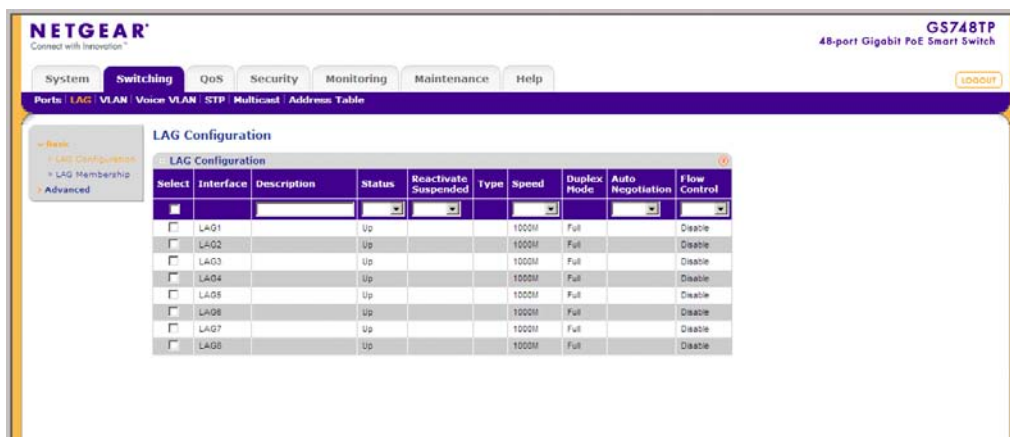 NETGEAR®
Connect with Innovation™
GS748TP
48-port Gigabit PoE Smart Switch
System Switching QoS Security Monitoring Maintenance Help
LOGOUT
Ports LAG VLAN Voice VLAN STP Multicast Address Table
Basic
LAG Configuration
LAG Membership
Advanced
LAG Configuration
LAG Configuration
Select Interface Description Status Reactivate Suspended Type Speed Duplex Mode Auto Negotiation Flow Control
LAG1 Up 1000M Full Disable
LAG2 Up 1000M Full Disable
LAG3 Up 1000M Full Disable
LAG4 Up 1000M Full Disable
LAG5 Up 1000M Full Disable
LAG6 Up 1000M Full Disable
LAG7 Up 1000M Full Disable
LAG8 Up 1000M Full Disable